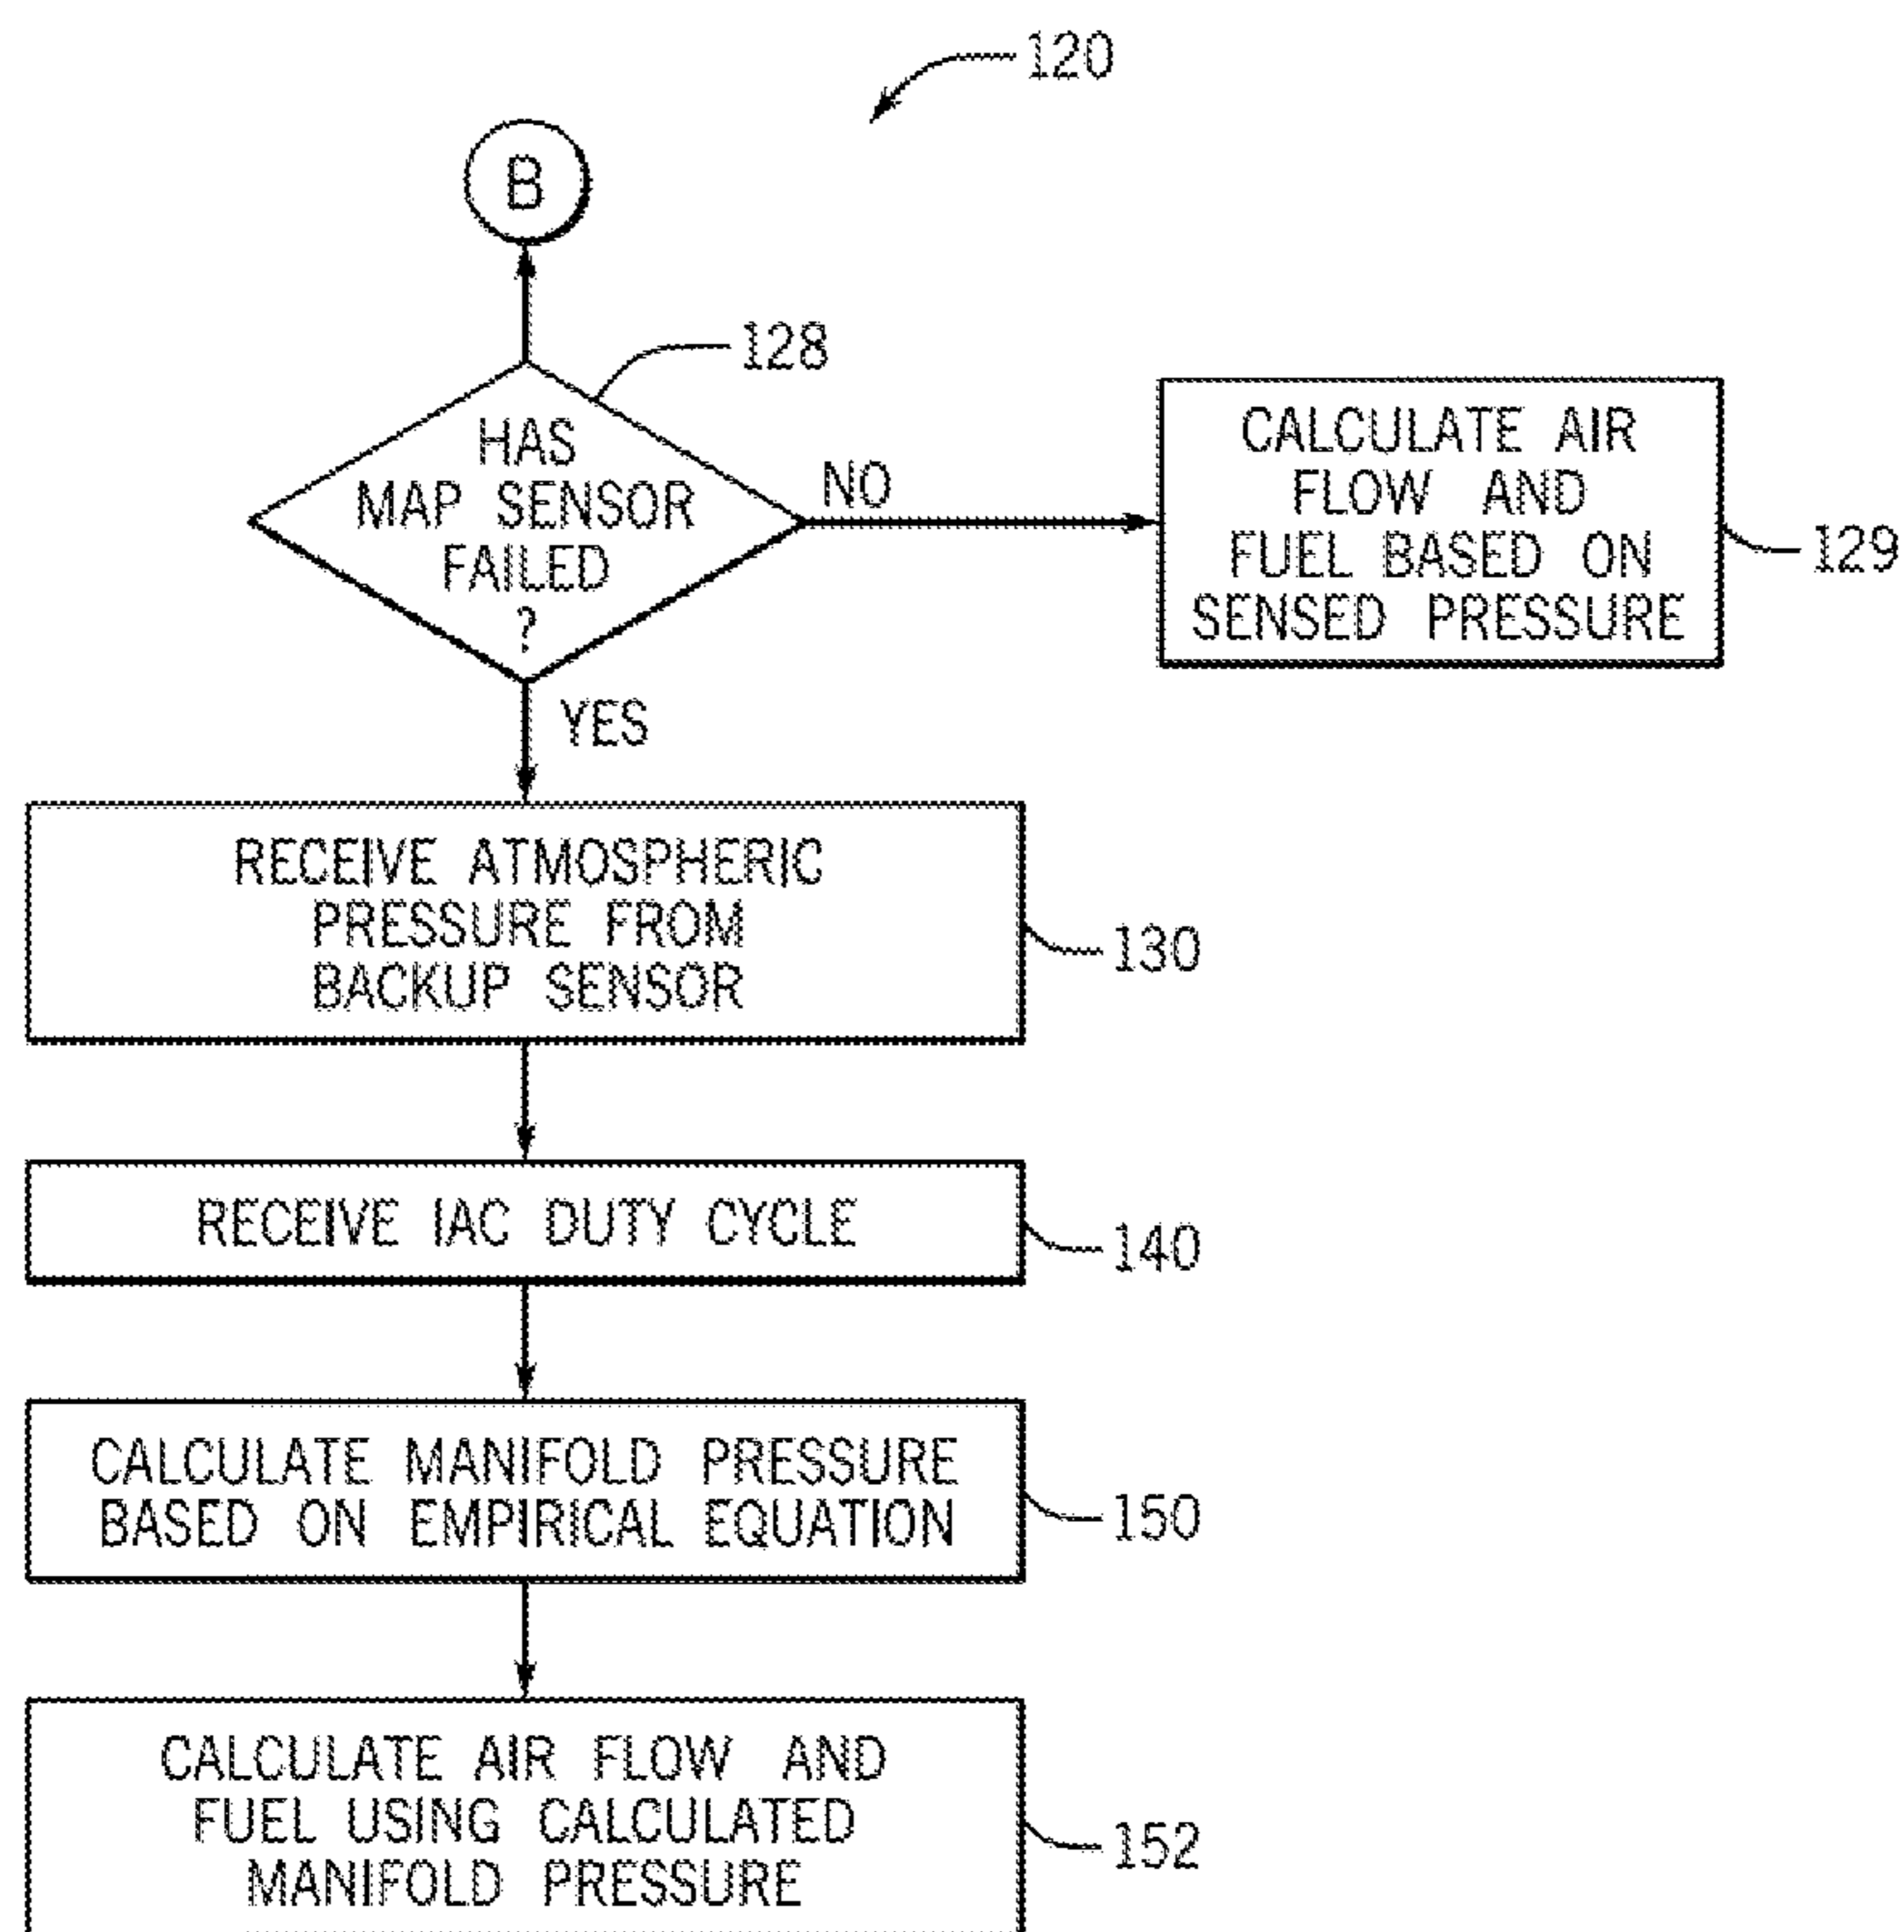 120
B
128
HAS
MAP SENSOR
FAILED
?
NO
CALCULATE AIR
FLOW AND
FUEL BASED ON
SENSED PRESSURE
129
YES
RECEIVE ATMOSPHERIC
PRESSURE FROM
BACKUP SENSOR
130
RECEIVE IAC DUTY CYCLE
140
CALCULATE MANIFOLD PRESSURE
BASED ON EMPIRICAL EQUATION
150
CALCULATE AIR FLOW AND
FUEL USING CALCULATED
MANIFOLD PRESSURE
152